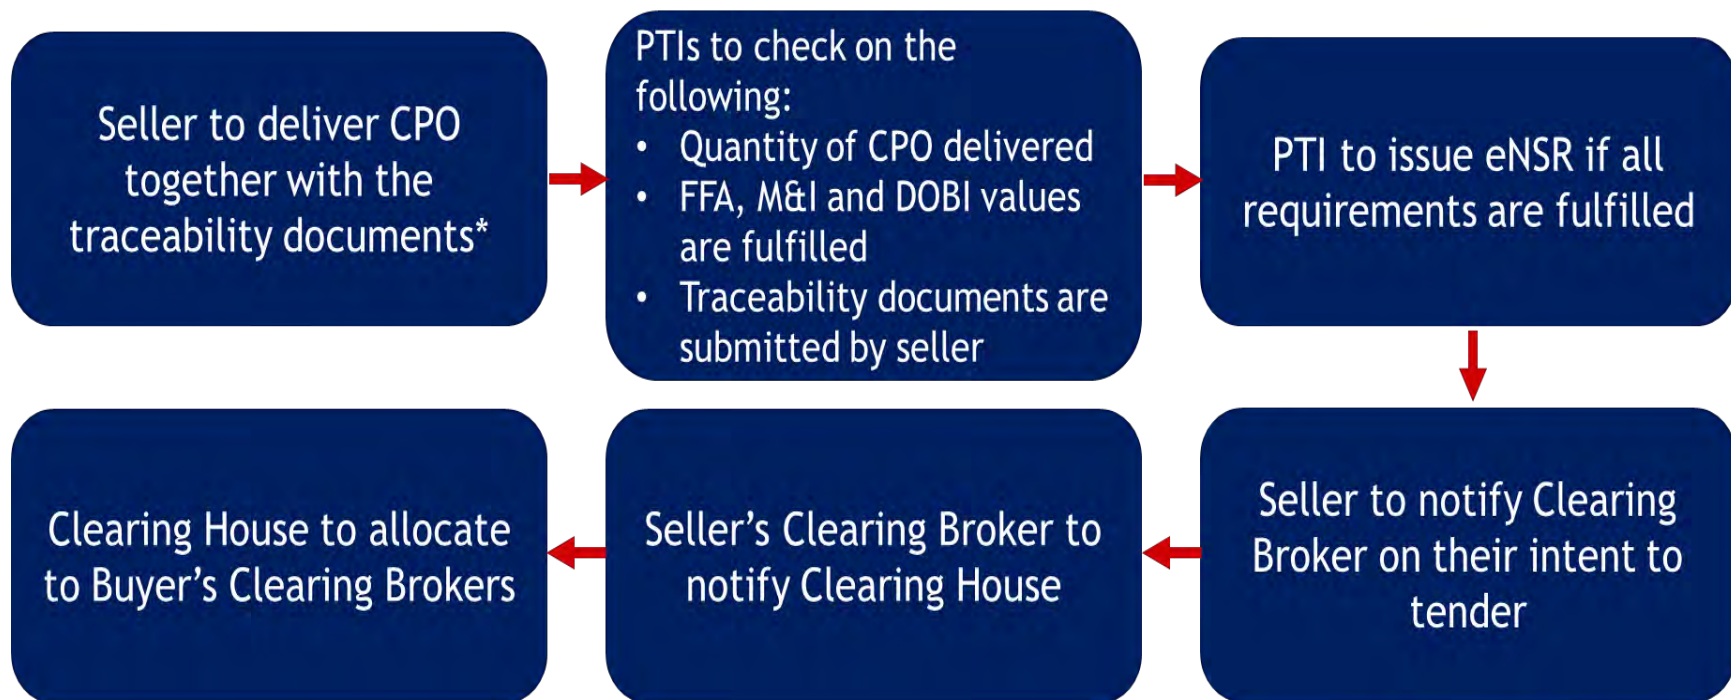 Seller to deliver CPO
together with the
traceability documents*
PTIs to check on the
following:
• Quantity of CPO delivered
• FFA, M&I and DOBI values
are fulfilled
• Traceability documents are
submitted by seller
PTI to issue eNSR if all
requirements are fulfilled
Seller to notify Clearing
Broker on their intent to
tender
Seller’s Clearing Broker to
notify Clearing House
Clearing House to allocate
to Buyer’s Clearing Brokers